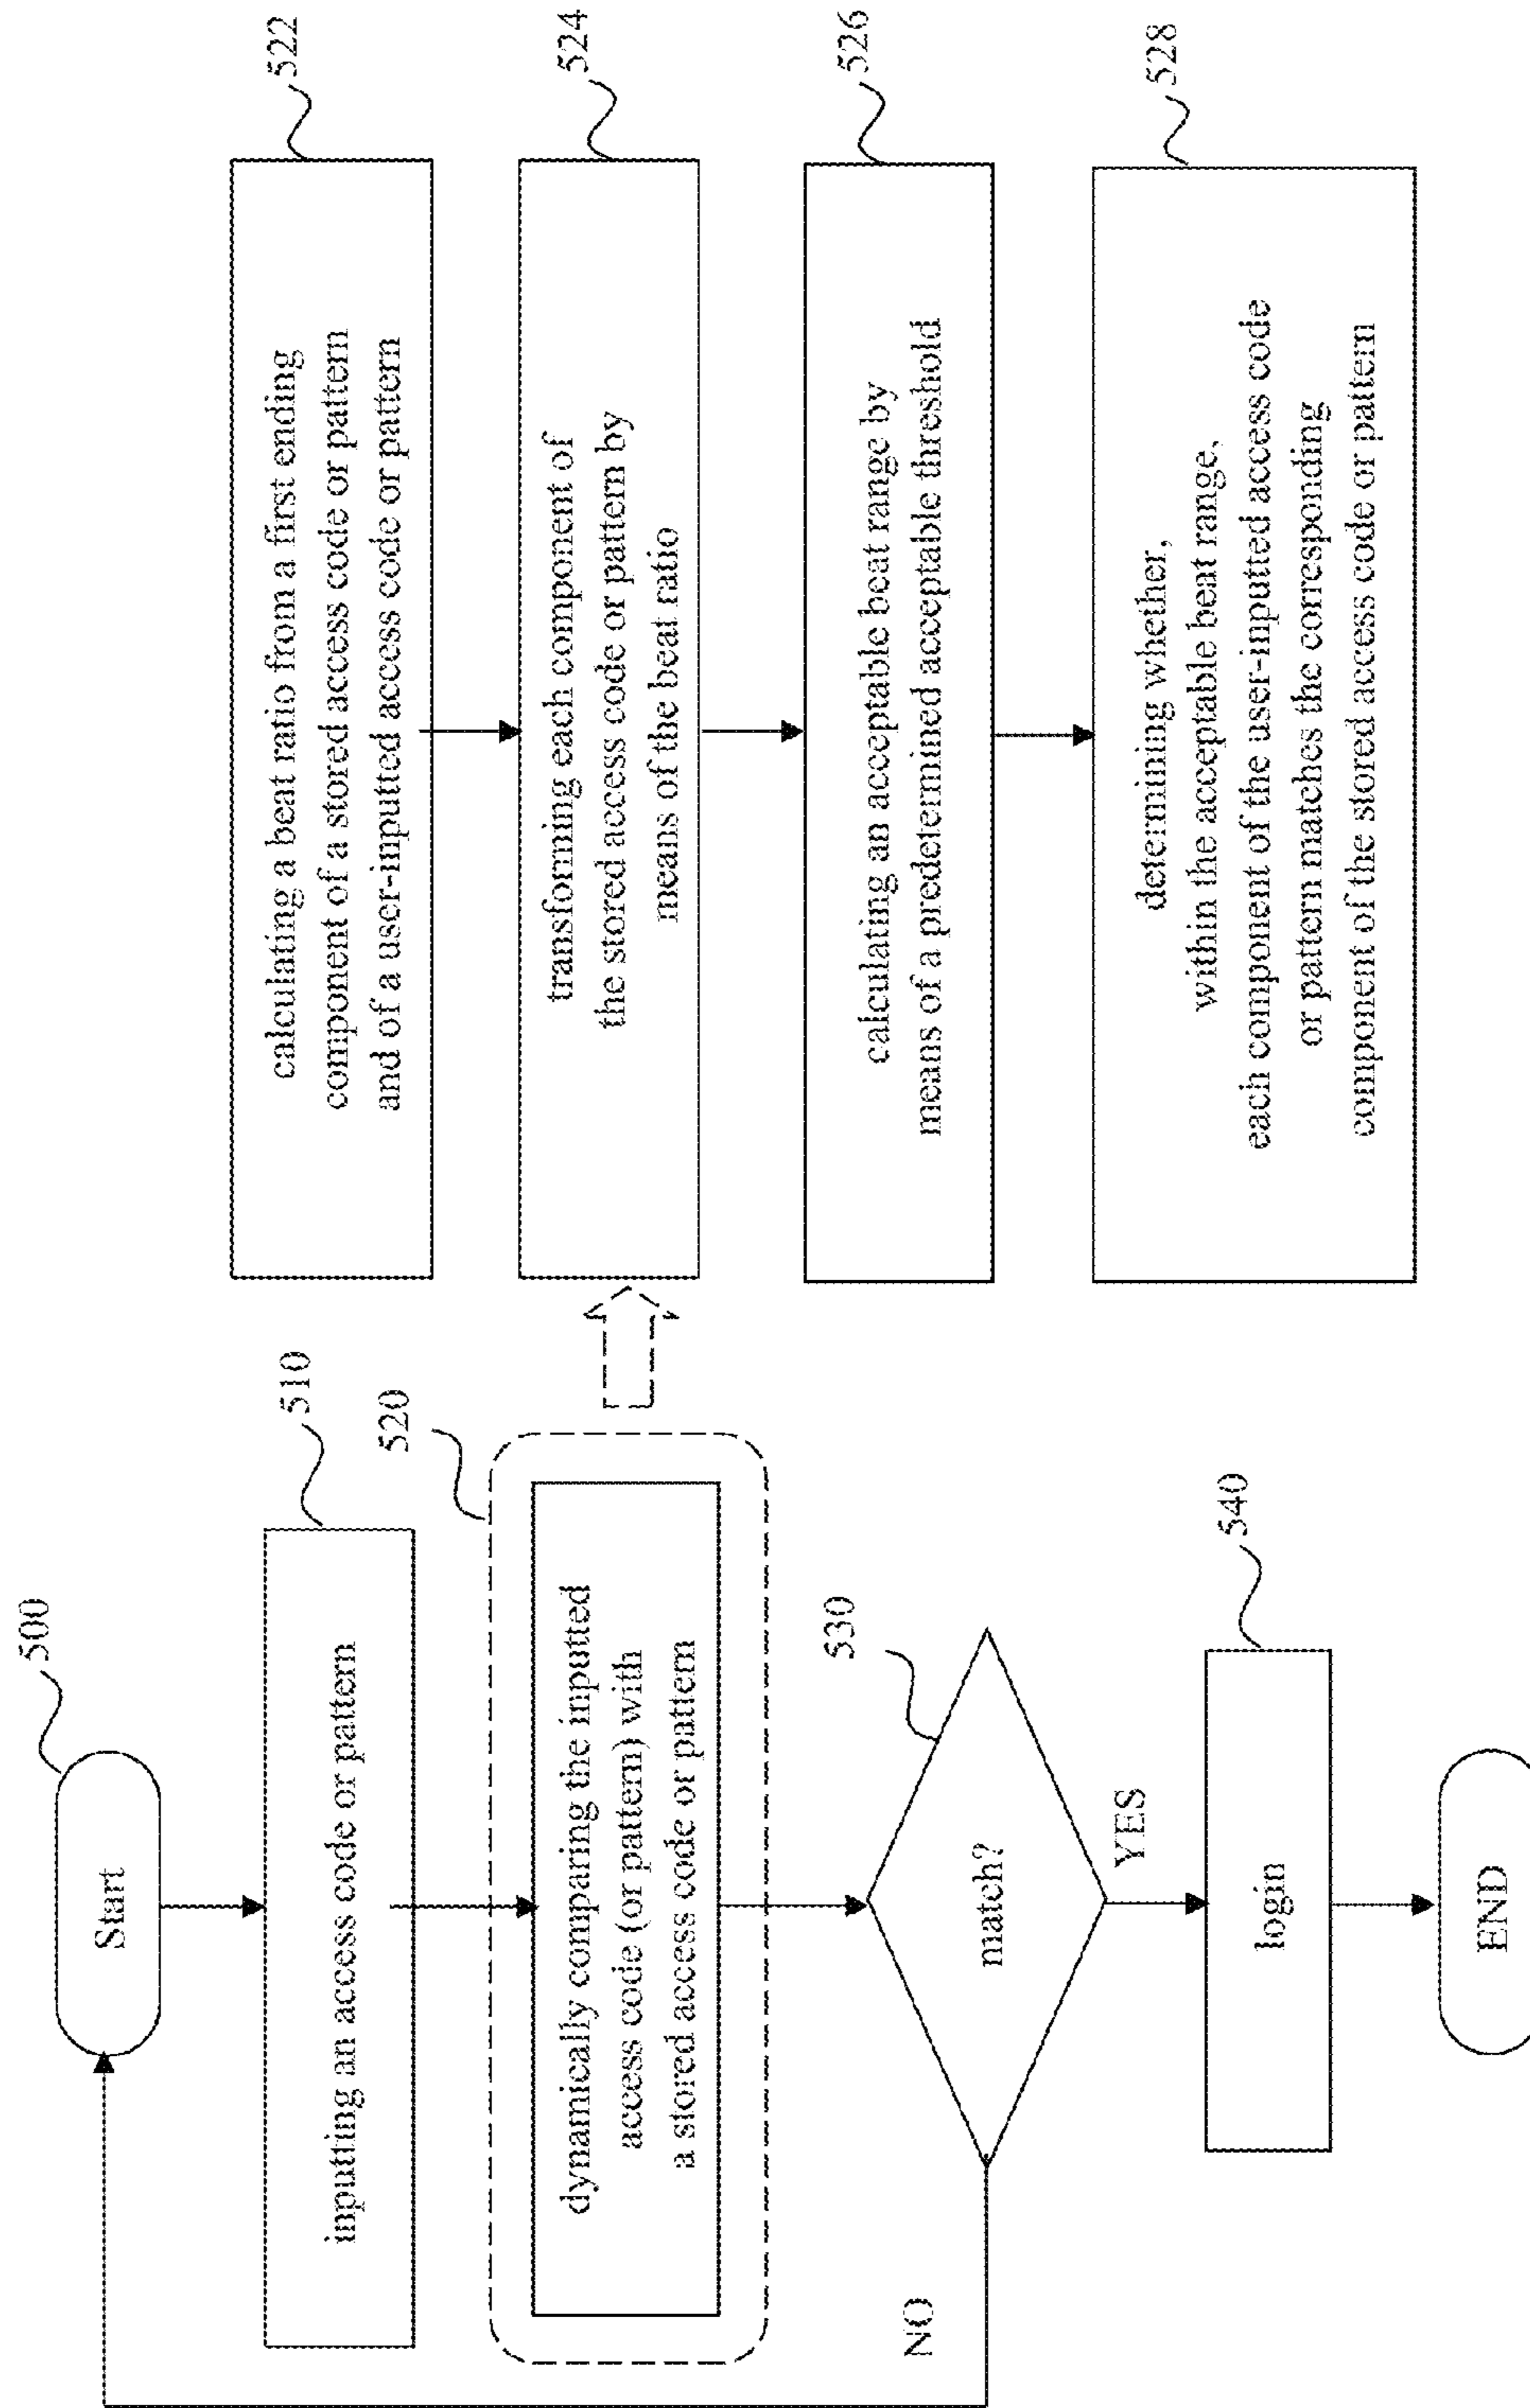 500
Start
510
inputting an access code or pattern
520
dynamically comparing the inputted
access code (or pattern) with
a stored access code or pattern
530
match?
NO
YES
540
login
END
522
calculating a beat ratio from a first ending
component of a stored access code or pattern
and of a user-inputted access code or pattern
524
transforming each component of
the stored access code or pattern by
means of the beat ratio
526
calculating an acceptable beat range by
means of a predetermined acceptable threshold
528
determining whether,
within the acceptable beat range,
each component of the user-inputted access code
or pattern matches the corresponding
component of the stored access code or pattern